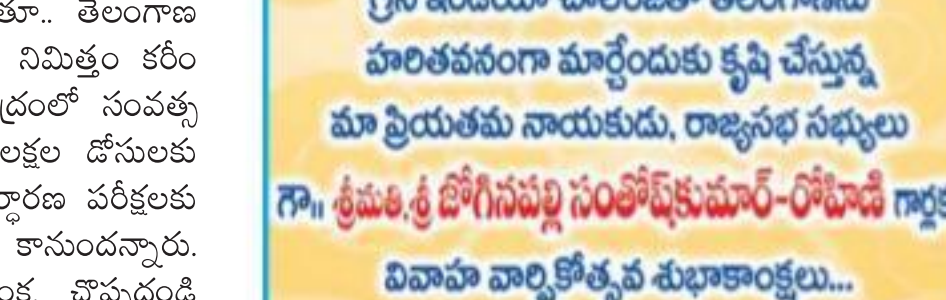 తూ.. తెలంగాణ
నిమిత్తం కరీం
ద్రంలో సంవత్స
లక్షల డోసులకు
ర్ధారణ పరీక్షలకు
కానుందన్నారు.
చొప్పదండి
హరితవనంగా మార్చేందుకు కృషి చేస్తున్న
మా ప్రియతమ నాయకుడు, రాజ్యసభ సభ్యులు
గౌ॥ శ్రీమతి.శ్రీ జోగినపల్లి సంతోష్‌కుమార్-రోహిణి గార్లకు
వివాహ వార్షికోత్సవ శుభాకాంక్షలు...